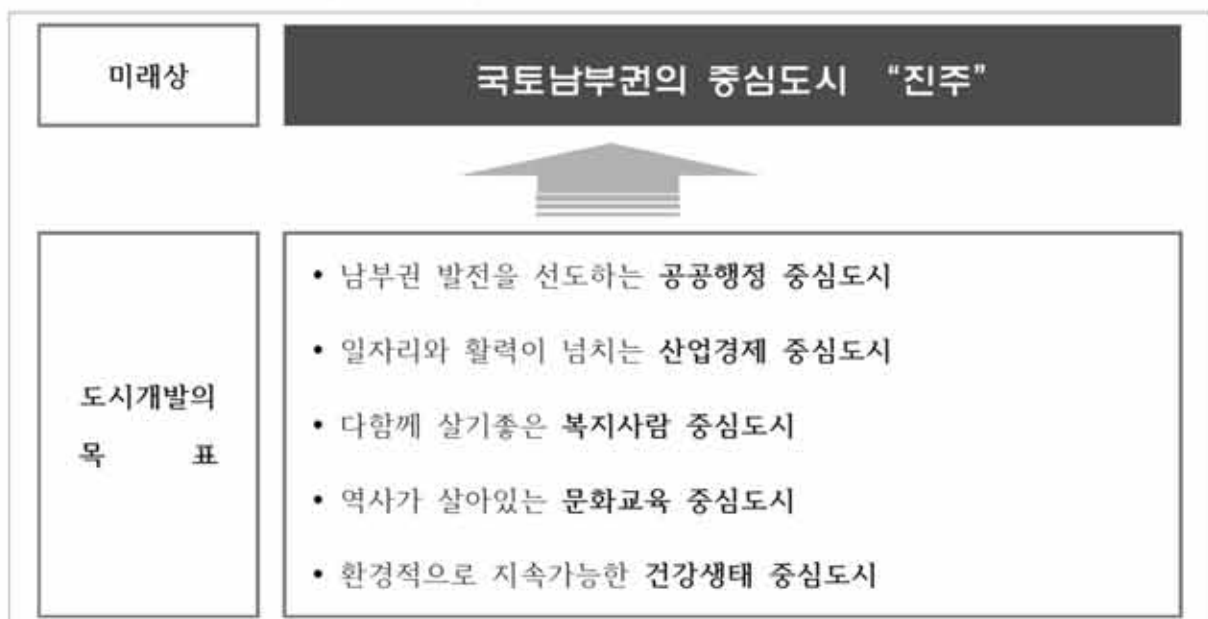 미래상
국토남부권의 중심도시 “진주”
도시개발의
목 표
• 남부권 발전을 선도하는 공공행정 중심도시
• 일자리와 활력이 넘치는 산업경제 중심도시
• 다함께 살기좋은 복지사람 중심도시
• 역사가 살아있는 문화교육 중심도시
• 환경적으로 지속가능한 건강생태 중심도시